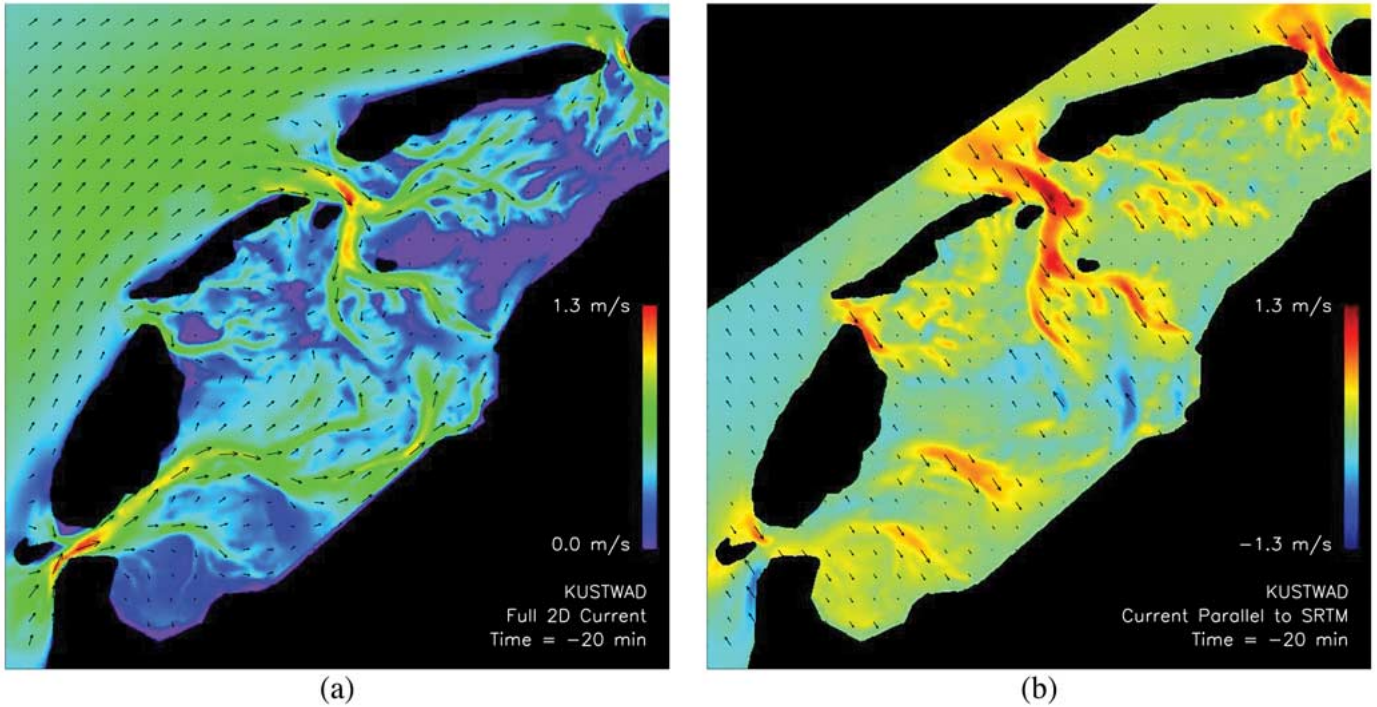 1.3 m/s
0.0 m/s
KUSTWAD
Full 2D Current
Time = −20 min
(a)
1.3 m/s
−1.3 m/s
KUSTWAD
Current Parallel to SRTM
Time = −20 min
(b)